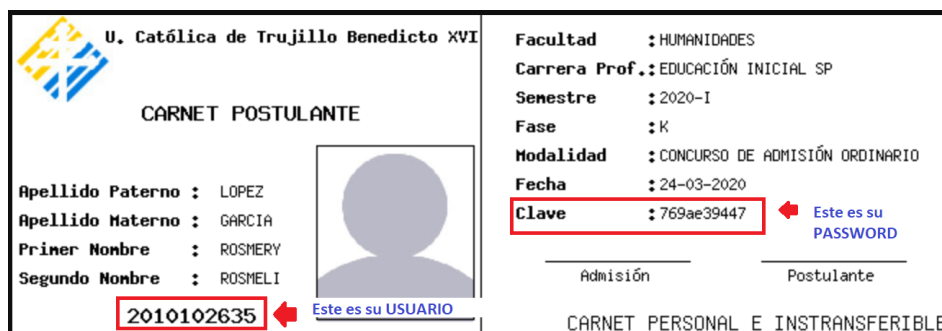 U. Católica de Trujillo Benedicto XVI
CARNET POSTULANTE
Apellido Paterno : LOPEZ
Apellido Materno : GARCIA
Primer Nombre : ROSMERY
Segundo Nombre : ROSMELI
2010102635 Este es su USUARIO
Facultad : HUMANIDADES
Carrera Prof. : EDUCACIÓN INICIAL SP
Semestre : 2020-I
Fase : K
Modalidad : CONCURSO DE ADMISIÓN ORDINARIO
Fecha : 24-03-2020
Clave : 769ae39447 Este es su
PASSWORD
Admisión Postulante
CARNET PERSONAL E INSTRANSFERIBLE